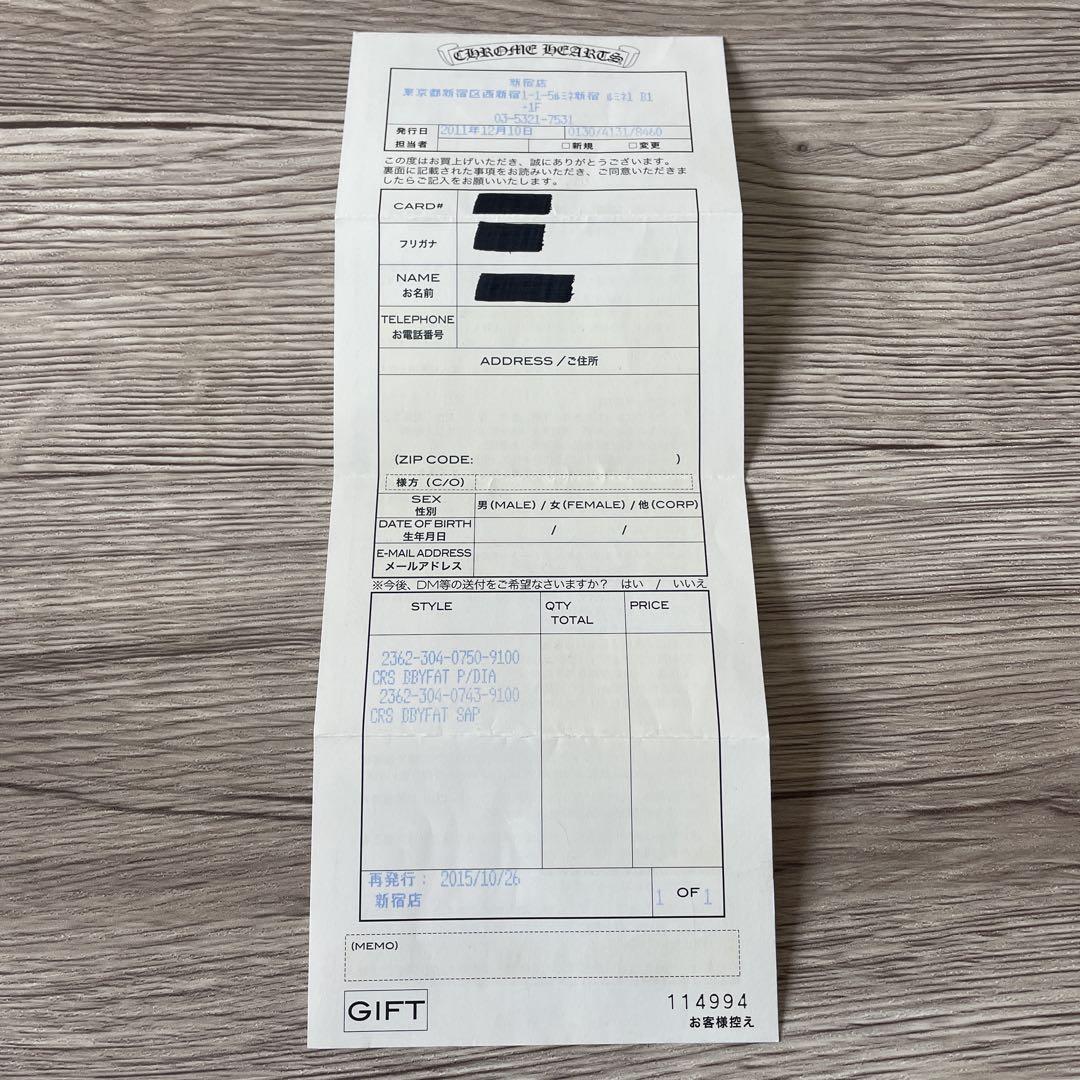 CHROME HEARTS
新宿店
東京都新宿区西新宿1-1-5ﾙﾐﾈ新宿 ﾙﾐﾈ1 B1
-1F
03-5321-7531
発行日 2011年12月10日 0130/4131/8460
担当者 □新規 □変更
この度はお買上げいただき、誠にありがとうございます。
裏面に記載された事項をお読みいただき、ご同意いただきま
したらご記入をお願いいたします。
CARD#
フリガナ
NAME
お名前
TELEPHONE
お電話番号
ADDRESS/ご住所
(ZIP CODE: )
様方 (C/O)
SEX
性別
男(MALE)/女(FEMALE)/他(CORP)
DATE OF BIRTH
生年月日
/ /
E-MAIL ADDRESS
メールアドレス
※今後、DM等の送付をご希望なさいますか? はい / いいえ
STYLE QTY PRICE
TOTAL
2362-304-0750-9100
CRS BBYFAT P/DIA
2362-304-0743-9100
CRS BBYFAT SAP
再発行: 2015/10/26
新宿店
1 OF 1
(MEMO)
GIFT
114994
お客様控え